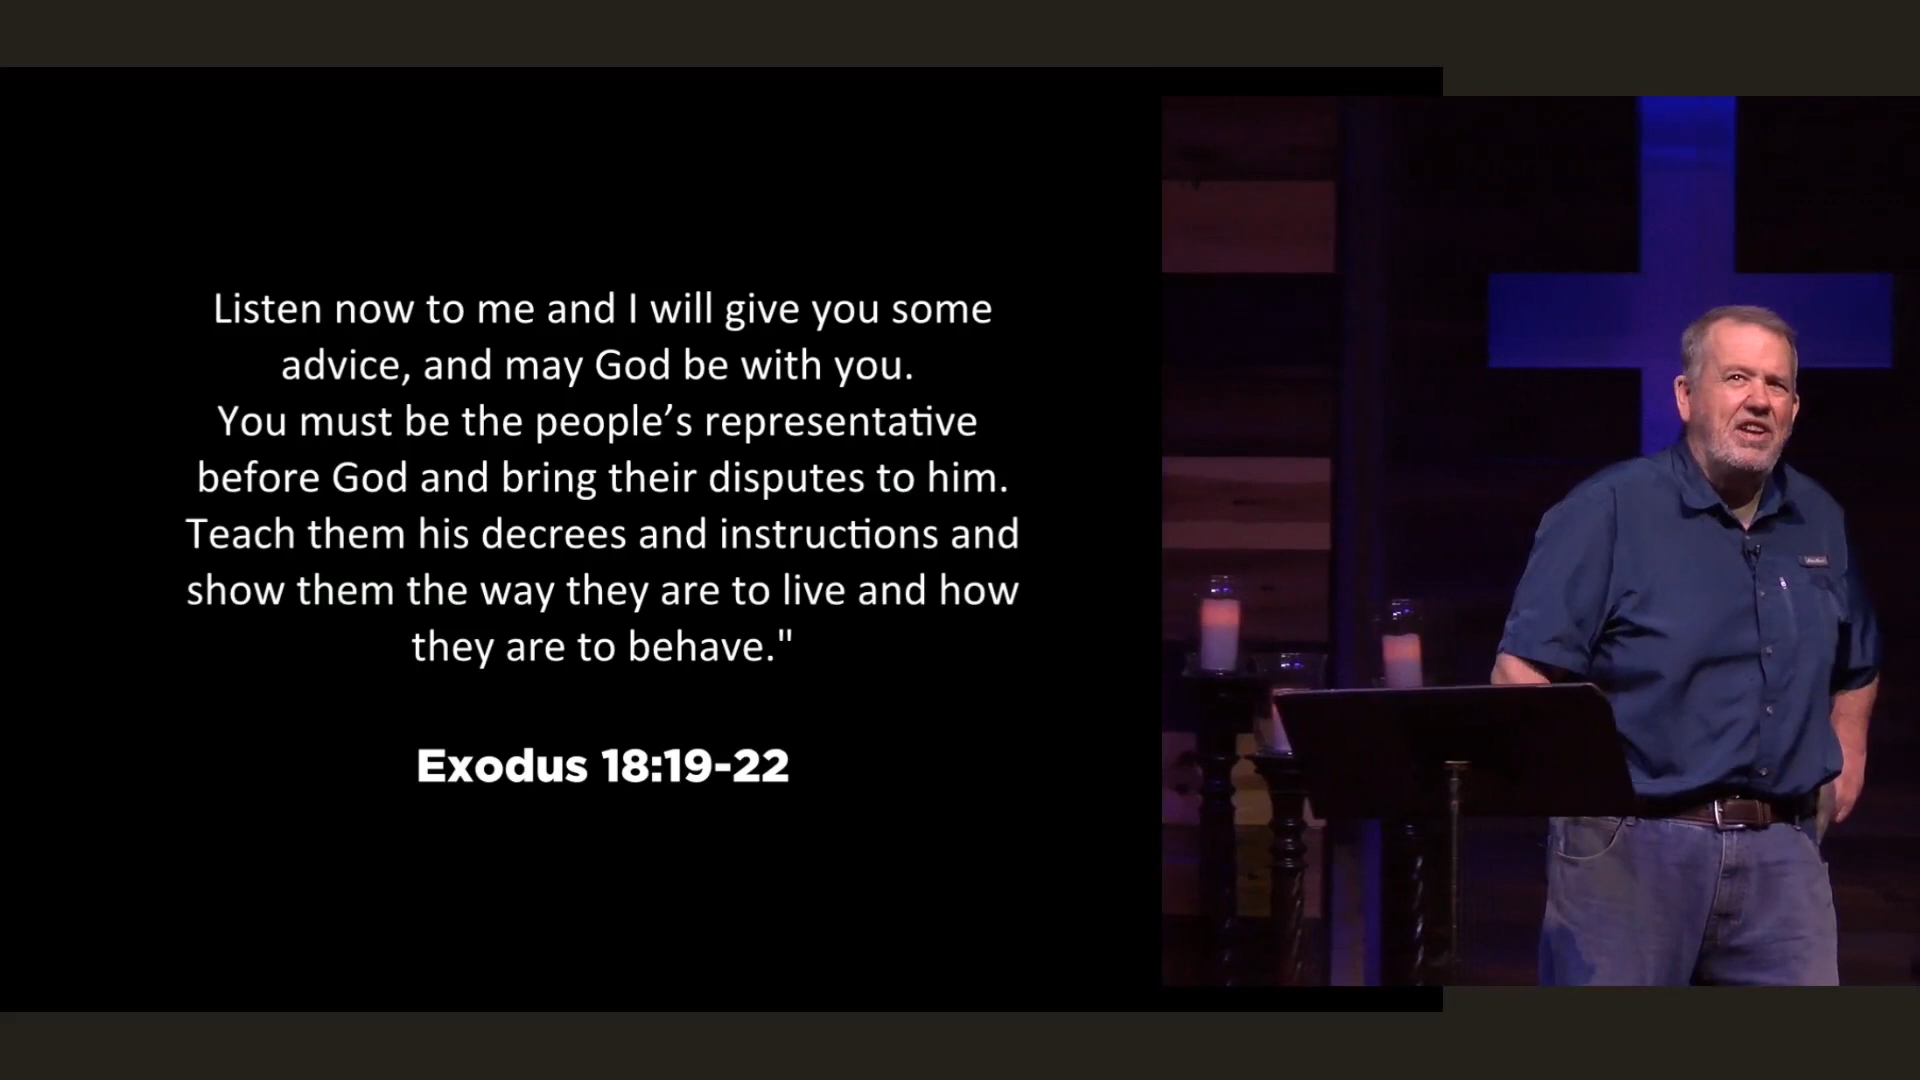 Listen now to me and I will give you some
advice, and may God be with you.
You must be the people’s representative
before God and bring their disputes to him.
Teach them his decrees and instructions and
show them the way they are to live and how
they are to behave."
Exodus 18:19-22